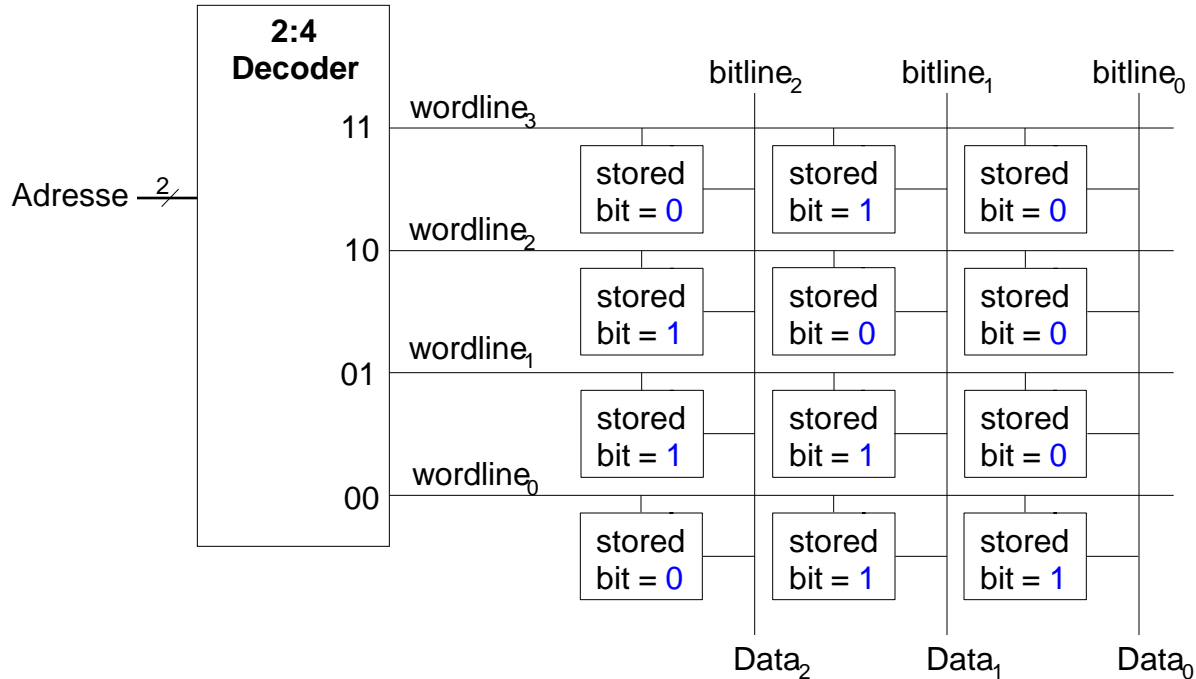 2:4
Decoder
bitline₂ bitline₁ bitline₀
wordline₃
11
stored stored stored
bit = 0 bit = 1 bit = 0
Adresse 2
wordline₂
10
stored stored stored
bit = 1 bit = 0 bit = 0
wordline₁
01
stored stored stored
bit = 1 bit = 1 bit = 0
wordline₀
00
stored stored stored
bit = 0 bit = 1 bit = 1
Data₂ Data₁ Data₀